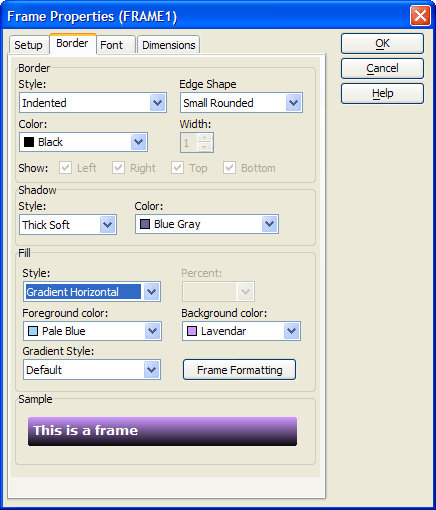 Frame Properties (FRAME1)
Setup Border Font Dimensions
OK
Cancel
Help
Border
Style: Edge Shape
Indented Small Rounded
Color: Width:
Black 1
Show: Left Right Top Bottom
Shadow
Style: Color:
Thick Soft Blue Gray
Fill
Style: Percent:
Gradient Horizontal
Foreground color: Background color:
Pale Blue Lavendar
Gradient Style:
Default Frame Formatting
Sample
This is a frame